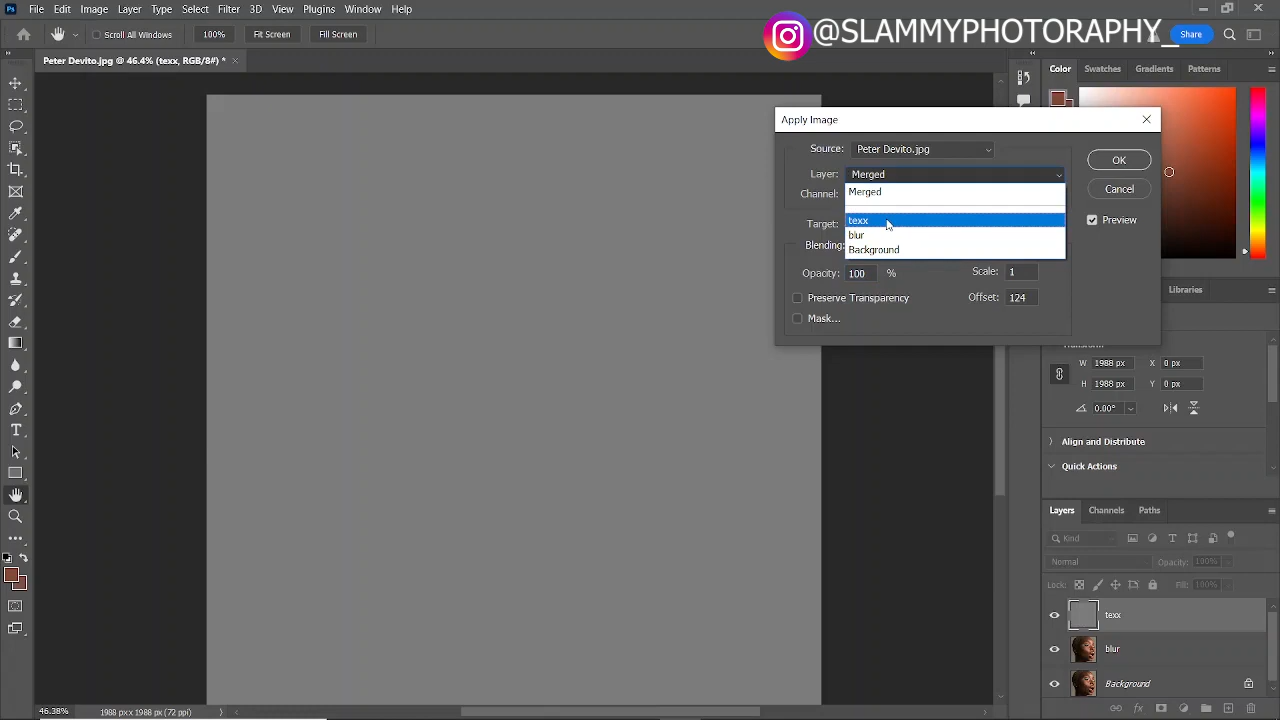 Ps File Edit Image Layer Type Select Filter 3D View Plugins Window Help
Scroll All Windows 100% Fit Screen Fill Screen @SLAMMYPHOTOGRAPHY_ Share
Peter Devito.jpg @ 46.4% (texx, RGB/8#) * Color Swatches Gradients Patterns
Apply Image
Source: Peter Devito.jpg
OK
Layer: Merged
Cancel
Channel: Merged
Target: texx
Preview
blur
Blending: Background
Opacity: 100 % Scale: 1
Preserve Transparency Offset: 124
Libraries
Mask...
Transform
W 1988 px X 0 px
H 1988 px Y 0 px
0.00°
Align and Distribute
Quick Actions
Layers Channels Paths
Kind
Normal Opacity: 100%
Lock: Fill: 100%
texx
blur
Background
46.38% 1988 px x 1988 px (72 ppi)